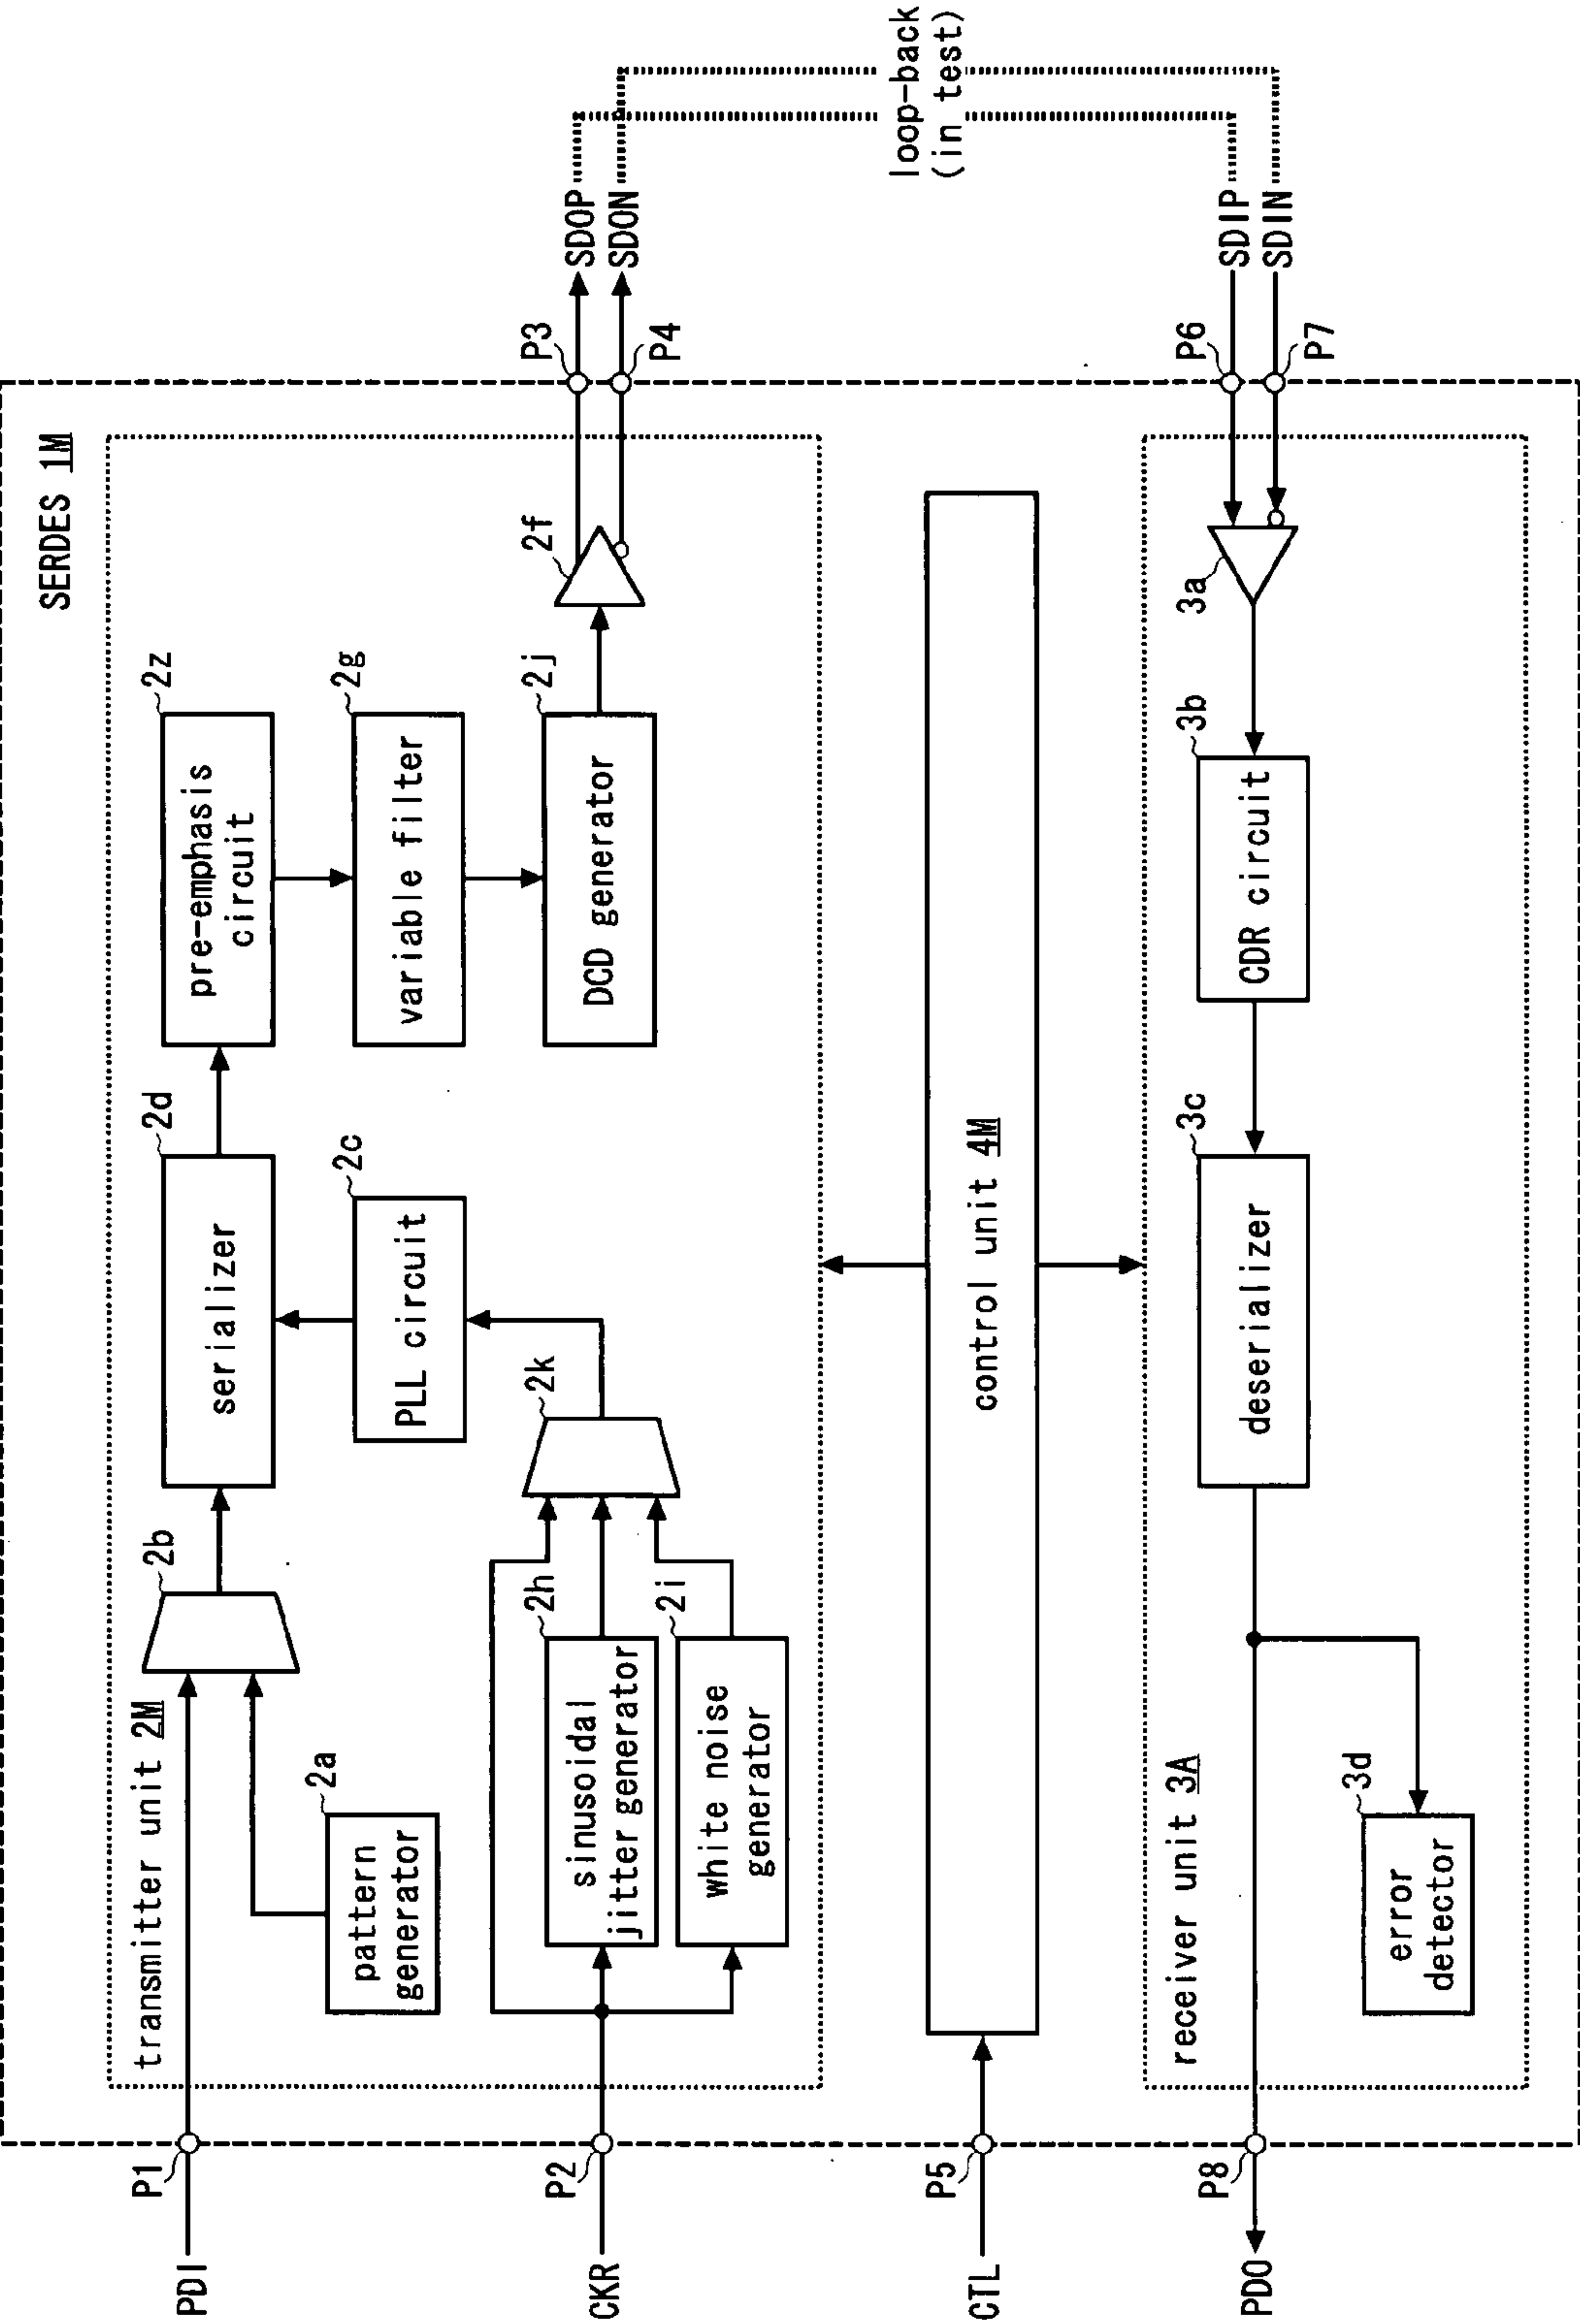 SERDES 1M
PDI
P1
transmitter unit 2M
pattern
generator
2a
2b
serializer
2d
pre-emphasis
circuit
2z
PLL circuit
2c
variable filter
2g
CKR
P2
sinusoidal
jitter generator
2h
white noise
generator
2i
2k
DCD generator
2j
2f
P3
SDOP
P4
SDON
loop-back
(in test)
CTL
P5
control unit 4M
PDO
P8
receiver unit 3A
error
detector
3d
deserializer
3c
CDR circuit
3b
3a
P6
SDIP
P7
SDIN